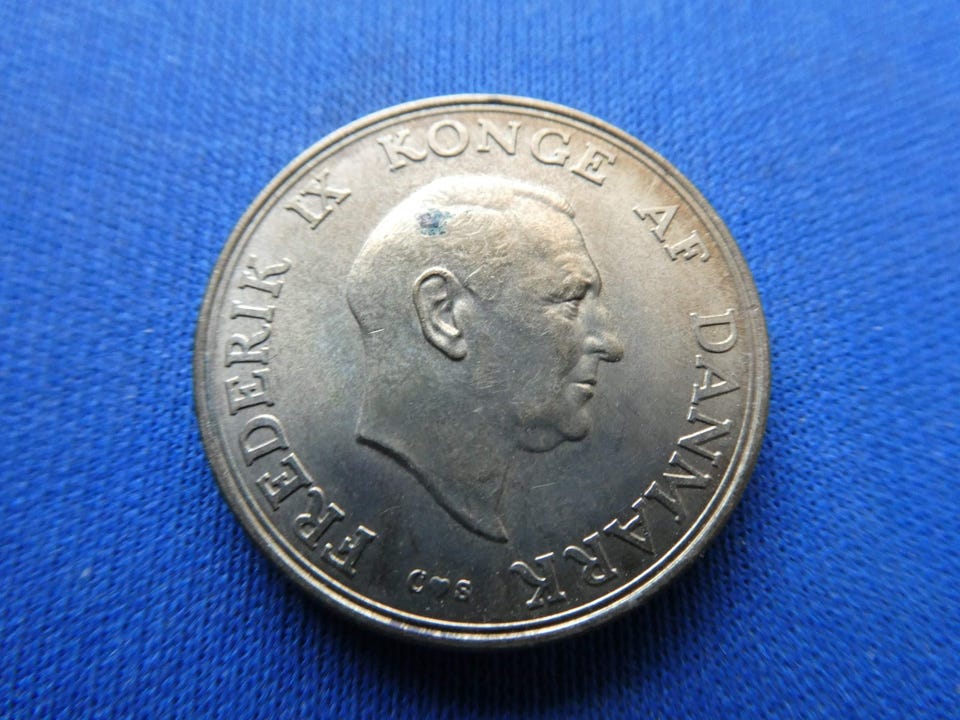 FREDERIK IX KONGE AF DANMARK
C♥S